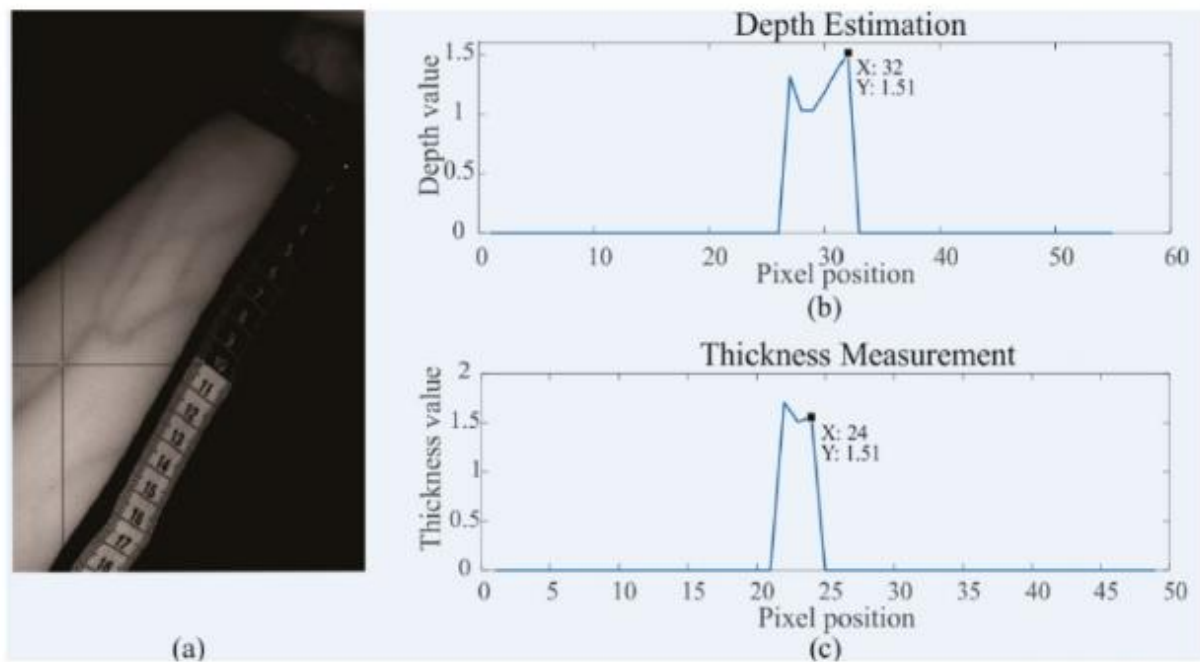 Depth Estimation
Depth value
1.5
1
0.5
0
X: 32
Y: 1.51
0 10 20 30 40 50 60
Pixel position
(b)
Thickness Measurement
Thickness value
2
1.5
1
0.5
0
X: 24
Y: 1.51
0 5 10 15 20 25 30 35 40 45 50
Pixel position
(c)
11
12
13
14
15
16
17
18
(a)